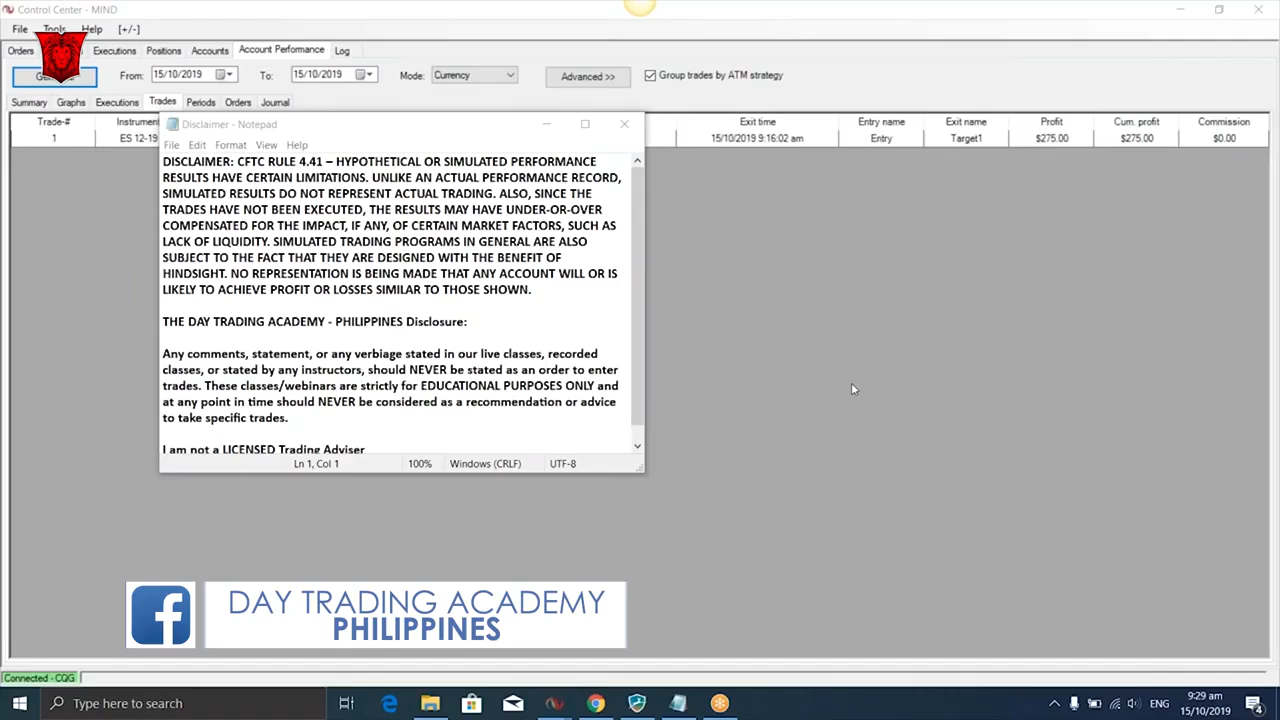 Control Center - MIND
File Tools Help [+/-]
Orders Executions Positions Accounts Account Performance Log
From: 15/10/2019 To: 15/10/2019 Mode: Currency Advanced >> Group trades by ATM strategy
Summary Graphs Executions Trades Periods Orders Journal
Trade-# Exit time Entry name Exit name Profit Cum. profit Commission
1 ES 12-19 15/10/2019 9:16:02 am Entry Target1 $275.00 $275.00 $0.00
Disclaimer - Notepad
File Edit Format View Help
DISCLAIMER: CFTC RULE 4.41 – HYPOTHETICAL OR SIMULATED PERFORMANCE
RESULTS HAVE CERTAIN LIMITATIONS. UNLIKE AN ACTUAL PERFORMANCE RECORD,
SIMULATED RESULTS DO NOT REPRESENT ACTUAL TRADING. ALSO, SINCE THE
TRADES HAVE NOT BEEN EXECUTED, THE RESULTS MAY HAVE UNDER-OR-OVER
COMPENSATED FOR THE IMPACT, IF ANY, OF CERTAIN MARKET FACTORS, SUCH AS
LACK OF LIQUIDITY. SIMULATED TRADING PROGRAMS IN GENERAL ARE ALSO
SUBJECT TO THE FACT THAT THEY ARE DESIGNED WITH THE BENEFIT OF
HINDSIGHT. NO REPRESENTATION IS BEING MADE THAT ANY ACCOUNT WILL OR IS
LIKELY TO ACHIEVE PROFIT OR LOSSES SIMILAR TO THOSE SHOWN.
THE DAY TRADING ACADEMY - PHILIPPINES Disclosure:
Any comments, statement, or any verbiage stated in our live classes, recorded
classes, or stated by any instructors, should NEVER be stated as an order to enter
trades. These classes/webinars are strictly for EDUCATIONAL PURPOSES ONLY and
at any point in time should NEVER be considered as a recommendation or advice
to take specific trades.
I am not a LICENSED Trading Adviser
Ln 1, Col 1 100% Windows (CRLF) UTF-8
DAY TRADING ACADEMY
PHILIPPINES
Connected - CQG
Type here to search
ENG 9:29 am
15/10/2019 4